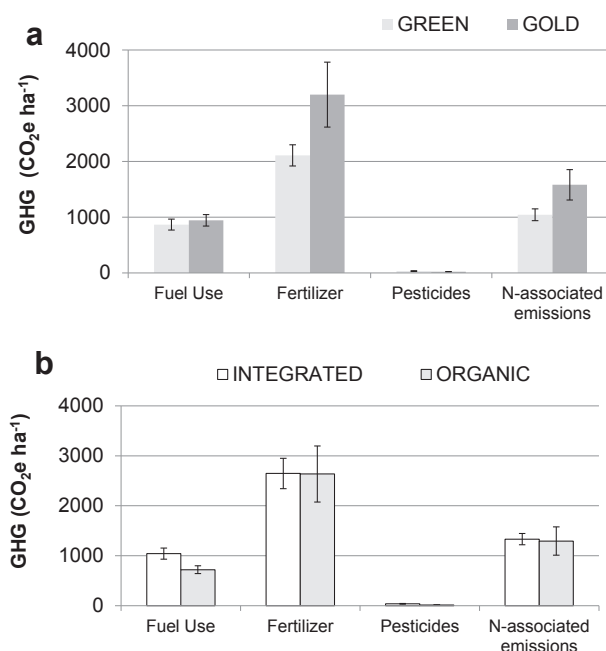 a
GREEN GOLD
GHG (CO₂e ha⁻¹)
4000
3000
2000
1000
0
Fuel Use Fertilizer Pesticides N-associated
emissions
b
INTEGRATED ORGANIC
GHG (CO₂e ha⁻¹)
4000
3000
2000
1000
0
Fuel Use Fertilizer Pesticides N-associated
emissions